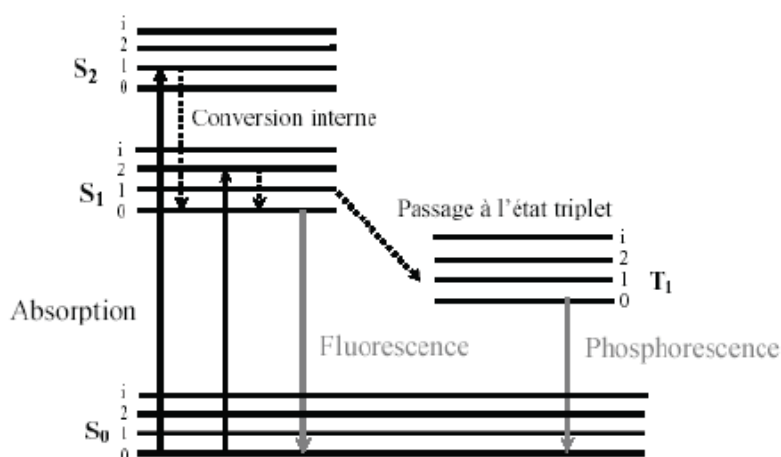 i
2
S₂ 1
0
Conversion interne
i
2
S₁ 1
0
Passage à l'état triplet
i
2
1 T₁
0
Absorption
Fluorescence
Phosphorescence
i
2
S₀ 1
0